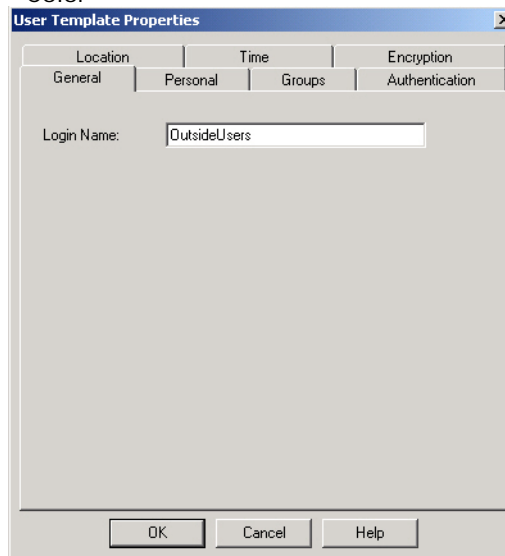 User Template Properties
Location Time Encryption
General Personal Groups Authentication
Login Name: OutsideUsers
OK Cancel Help